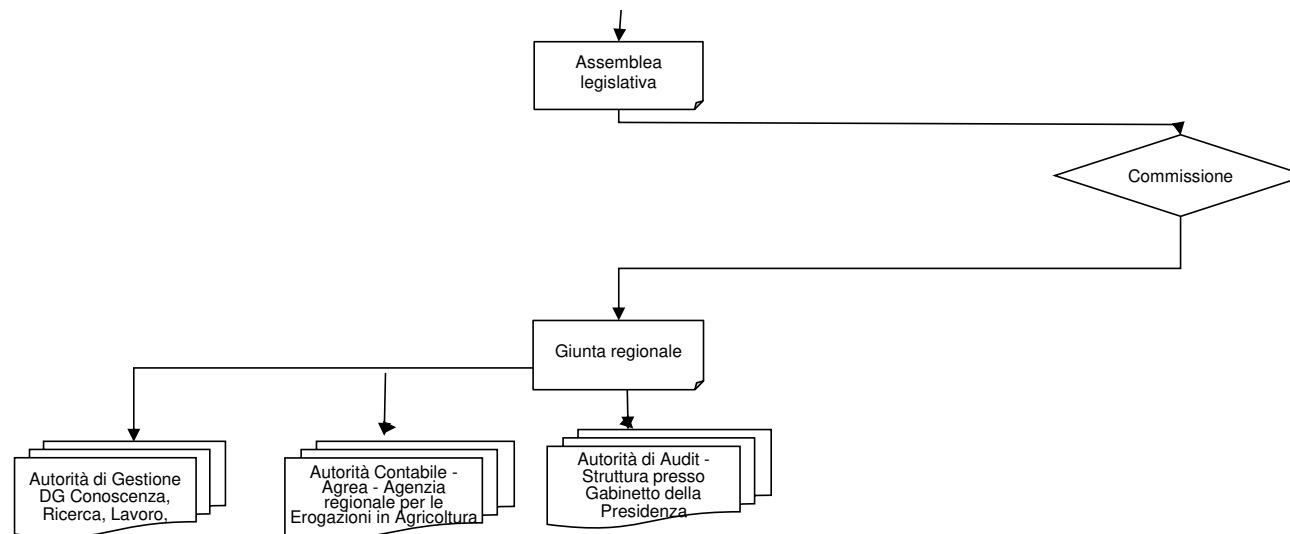 Assemblea
legislativa
Commissione
Giunta regionale
Autorità di Gestione
DG Conoscenza,
Ricerca, Lavoro,
Autorità Contabile -
Agrea - Agenzia
regionale per le
Erogazioni in Agricoltura
Autorità di Audit -
Struttura presso
Gabinetto della
Presidenza